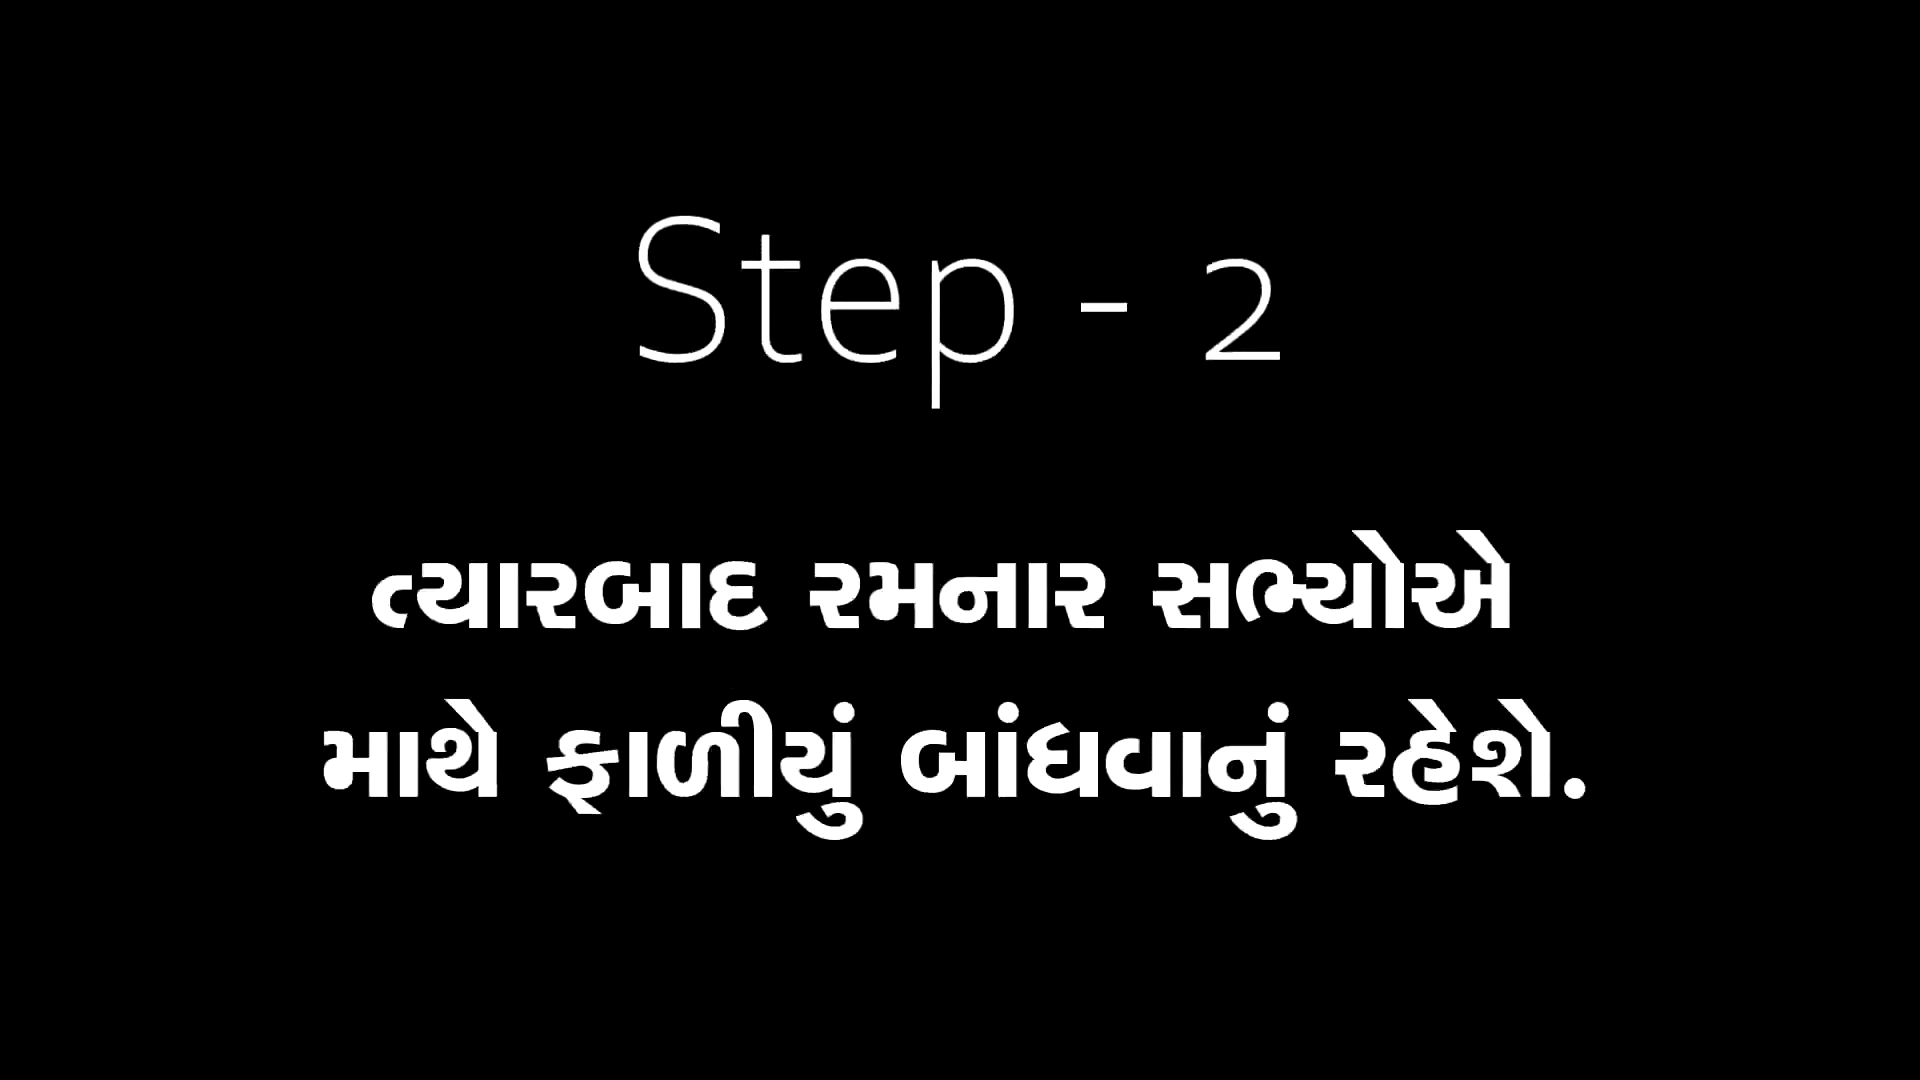 Step - 2
ત્યારબાદ રમનાર સભ્યોએ
માથે ફાળીયું બાંધવાનું રહેશે.